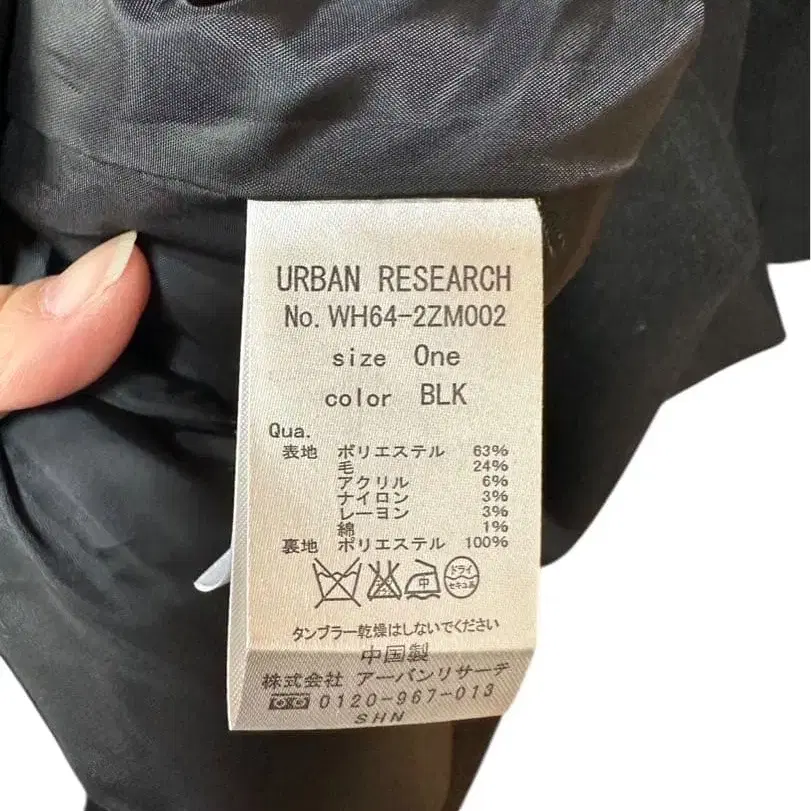 URBAN RESEARCH
No. WH64-2ZM002
size One
color BLK
Qua.
表地 ポリエステル 63%
毛 24%
アクリル 6%
ナイロン 3%
レーヨン 3%
綿 1%
裏地 ポリエステル 100%
中 ドライ
セキユ系
タンブラー乾燥はしないでください
中国製
株式会社 アーバンリサーチ
0120-967-013
SHN